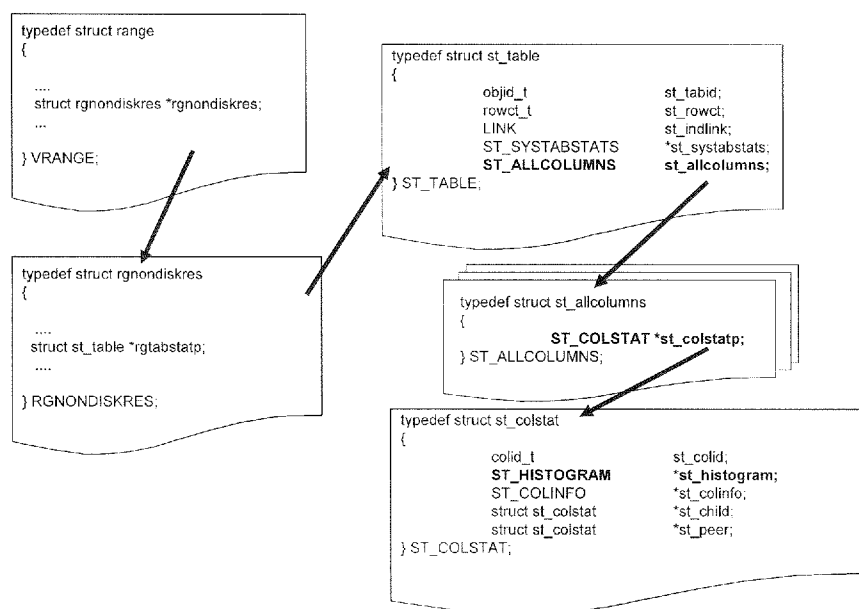 typedef struct range
{
....
struct rgnondiskres *rgnondiskres;
...
} VRANGE;
typedef struct rgnondiskres
{
....
struct st_table *rgtabstatp;
....
} RGNONDISKRES;
typedef struct st_table
{
objid_t st_tabid;
rowct_t st_rowct;
LINK st_indlink;
ST_SYSTABSTATS *st_systabstats;
ST_ALLCOLUMNS st_allcolumns;
} ST_TABLE;
typedef struct st_allcolumns
{
ST_COLSTAT *st_colstatp;
} ST_ALLCOLUMNS;
typedef struct st_colstat
{
colid_t st_colid;
ST_HISTOGRAM *st_histogram;
ST_COLINFO *st_colinfo;
struct st_colstat *st_child;
struct st_colstat *st_peer;
} ST_COLSTAT;